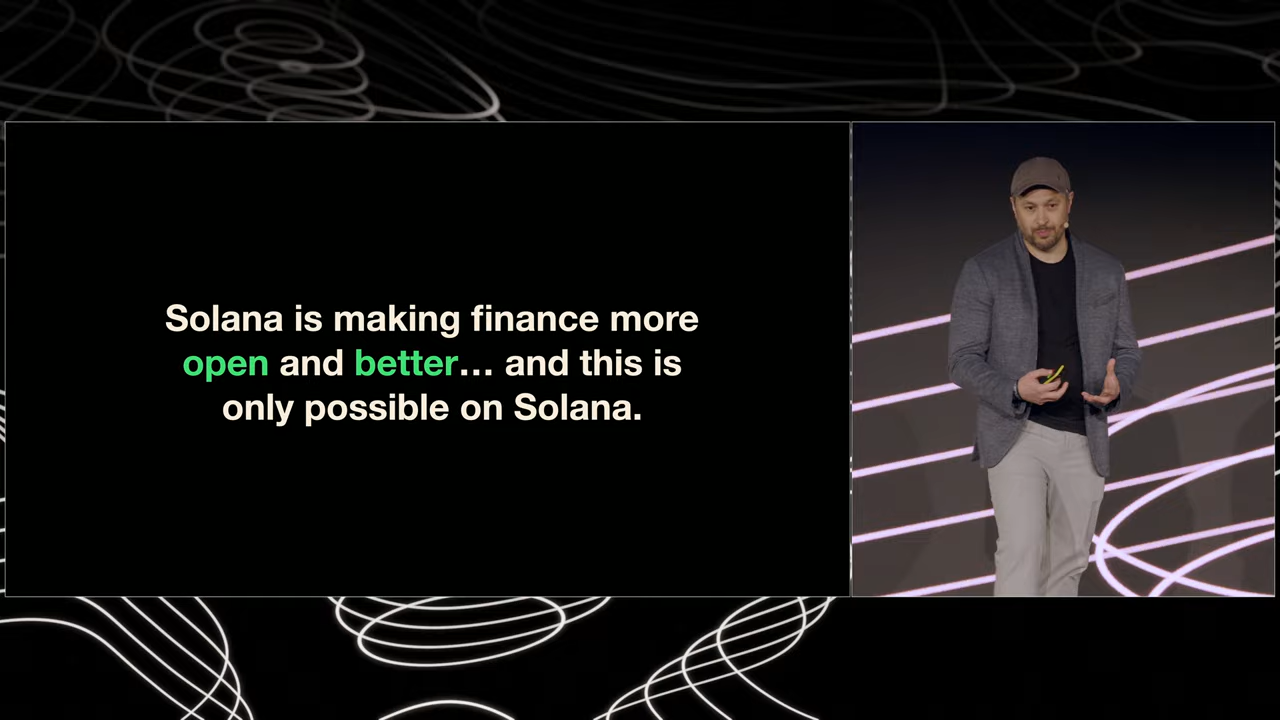 Solana is making finance more
open and better… and this is
only possible on Solana.